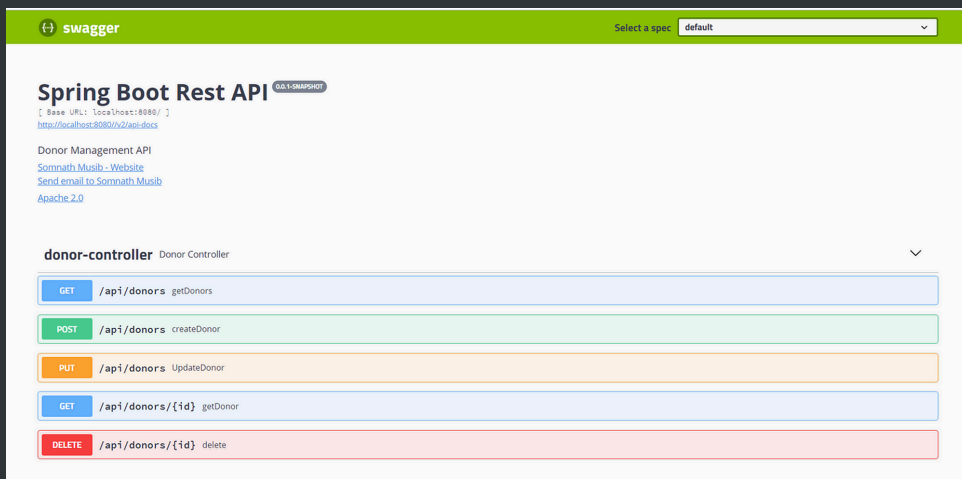 swagger Select a spec default
Spring Boot Rest API 0.0.1-SNAPSHOT
[ Base URL: localhost:8080/ ]
http://localhost:8080//v2/api-docs
Donor Management API
Somnath Musib - Website
Send email to Somnath Musib
Apache 2.0
donor-controller Donor Controller
GET /api/donors getDonors
POST /api/donors createDonor
PUT /api/donors UpdateDonor
GET /api/donors/{id} getDonor
DELETE /api/donors/{id} delete